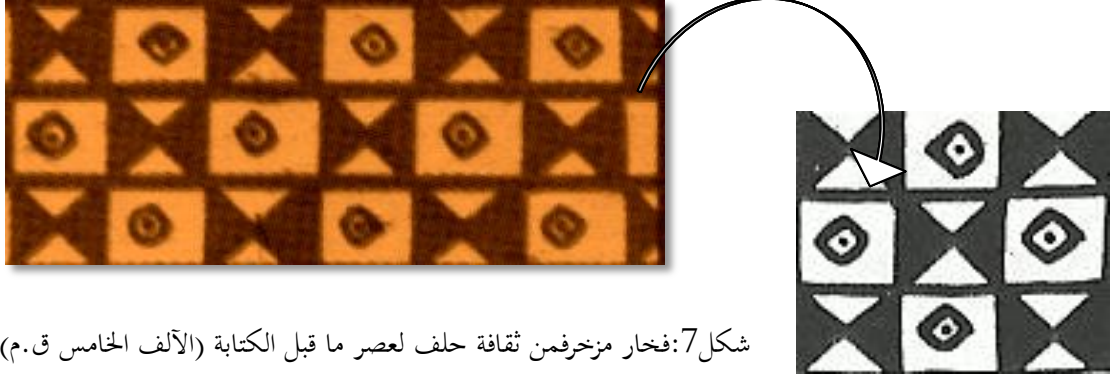 شكل7:فخار مزخرفمن ثقافة حلف لعصر ما قبل الكتابة (الآلف الخامس ق.م)